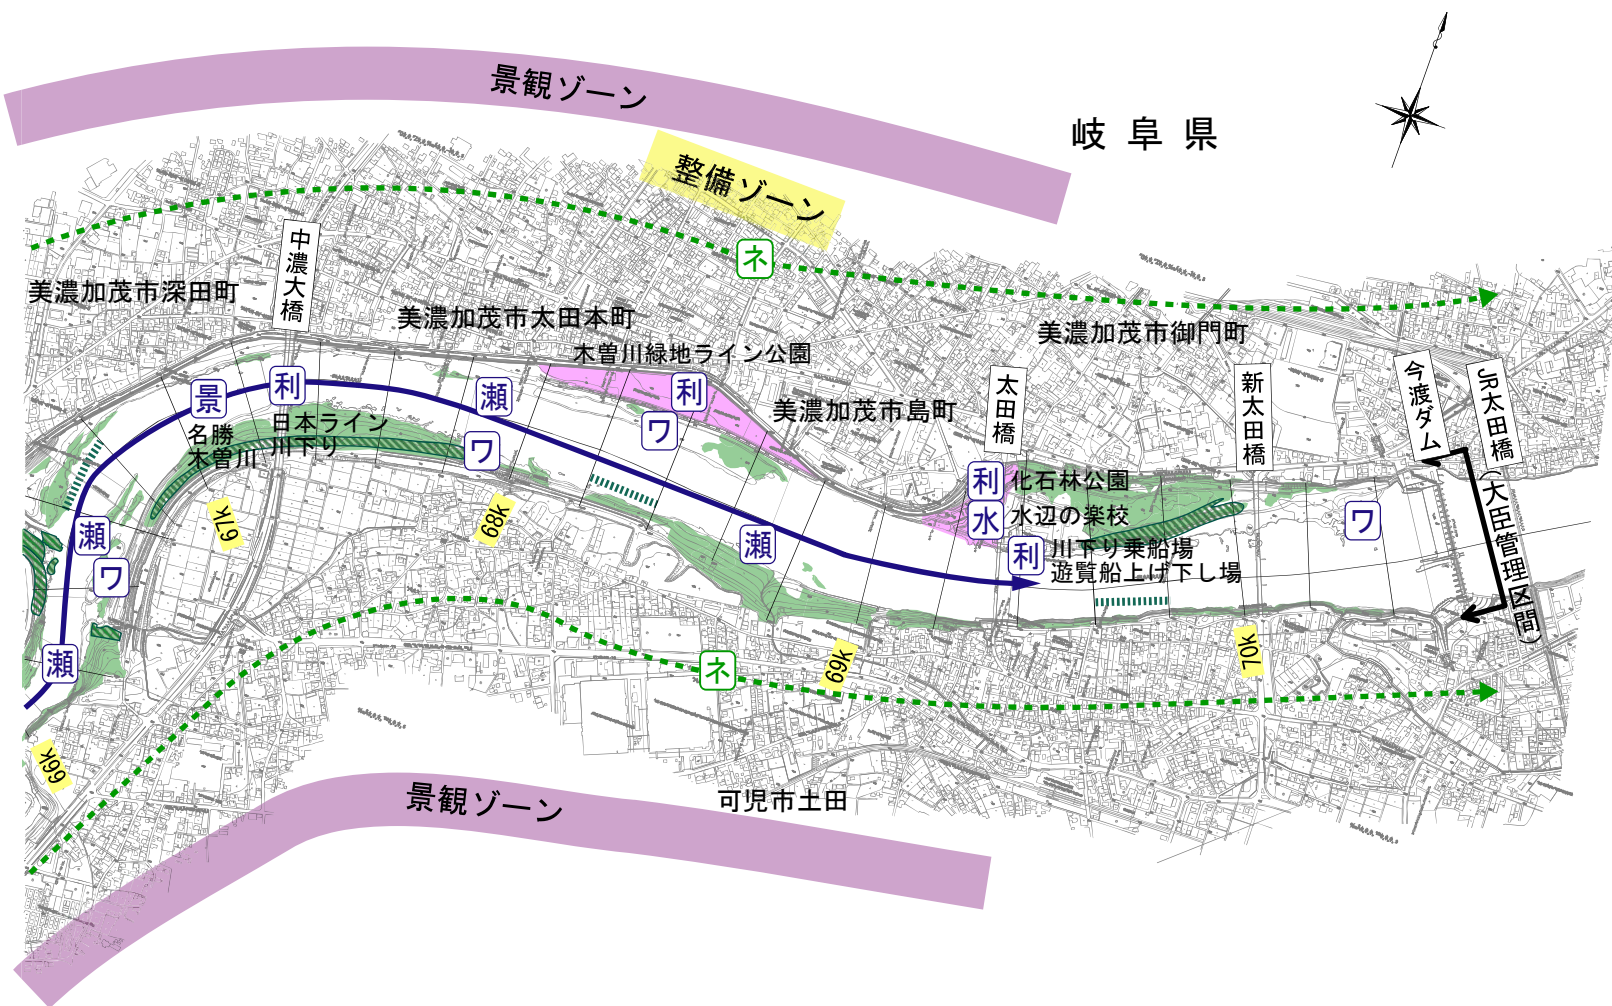 景観ゾーン
岐阜県
整備ゾーン
ネ
中濃大橋
美濃加茂市深田町
美濃加茂市太田本町
美濃加茂市御門町
木曽川緑地ライン公園
景
利
瀬
利
ワ
美濃加茂市島町
太田橋
新太田橋
今渡ダム
JR太田橋(大臣管理区間)
名勝
木曽川
日本ライン
川下り
ワ
利
化石林公園
水
水辺の楽校
利
川下り乗船場
遊覧船上げ下し場
ワ
67k
68k
瀬
瀬
ワ
瀬
ネ
69k
70k
66k
景観ゾーン
可児市土田